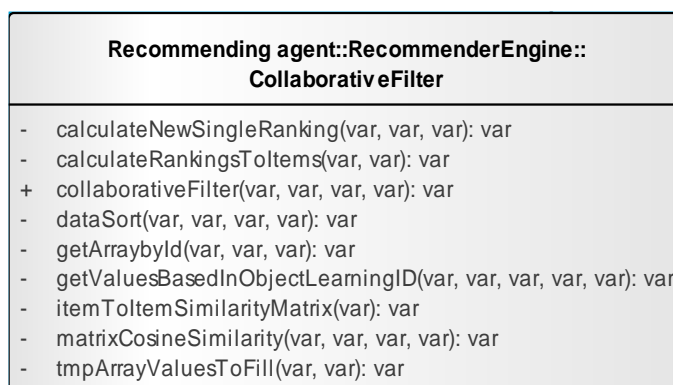 Recommending agent::RecommenderEngine::
CollaborativeFilter
- calculateNewSingleRanking(var, var, var): var
- calculateRankingsToItems(var, var): var
+ collaborativeFilter(var, var, var, var): var
- dataSort(var, var, var, var): var
- getArraybyId(var, var, var): var
- getValuesBasedInObjectLearningID(var, var, var, var, var): var
- itemToItemSimilarityMatrix(var): var
- matrixCosineSimilarity(var, var, var, var): var
- tmpArrayValuesToFill(var, var): var